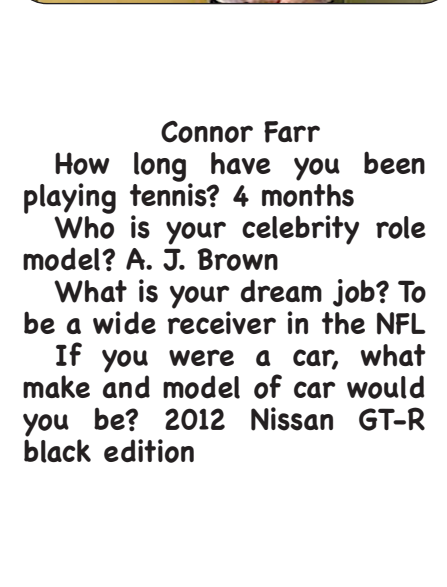 Connor Farr
How long have you been
playing tennis? 4 months
Who is your celebrity role
model? A. J. Brown
What is your dream job? To
be a wide receiver in the NFL
If you were a car, what
make and model of car would
you be? 2012 Nissan GT-R
black edition